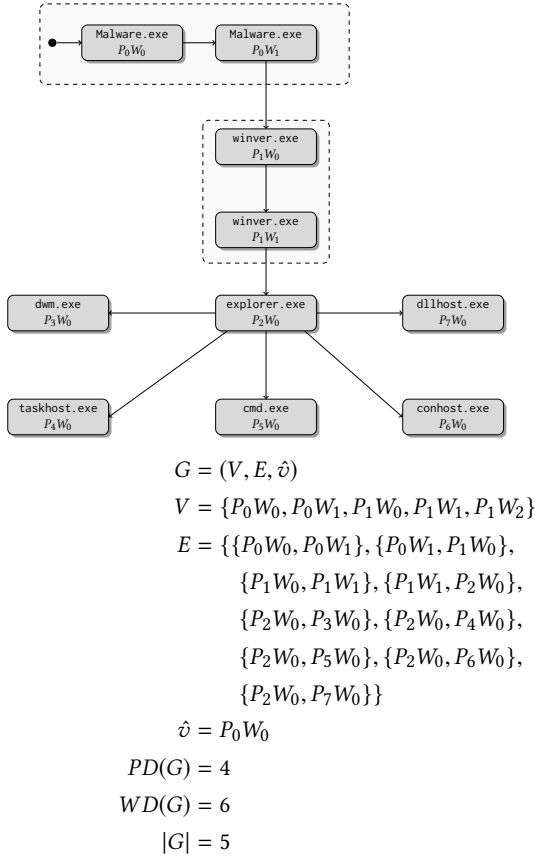 Malware.exe
P₀W₀
Malware.exe
P₀W₁
winver.exe
P₁W₀
winver.exe
P₁W₁
dwm.exe
P₃W₀
explorer.exe
P₂W₀
dllhost.exe
P₇W₀
taskhost.exe
P₄W₀
cmd.exe
P₅W₀
conhost.exe
P₆W₀
G = (V, E, v̂)
V = {P₀W₀, P₀W₁, P₁W₀, P₁W₁, P₁W₂}
E = {{P₀W₀, P₀W₁}, {P₀W₁, P₁W₀},
{P₁W₀, P₁W₁}, {P₁W₁, P₂W₀},
{P₂W₀, P₃W₀}, {P₂W₀, P₄W₀},
{P₂W₀, P₅W₀}, {P₂W₀, P₆W₀},
{P₂W₀, P₇W₀}}
v̂ = P₀W₀
PD(G) = 4
WD(G) = 6
|G| = 5